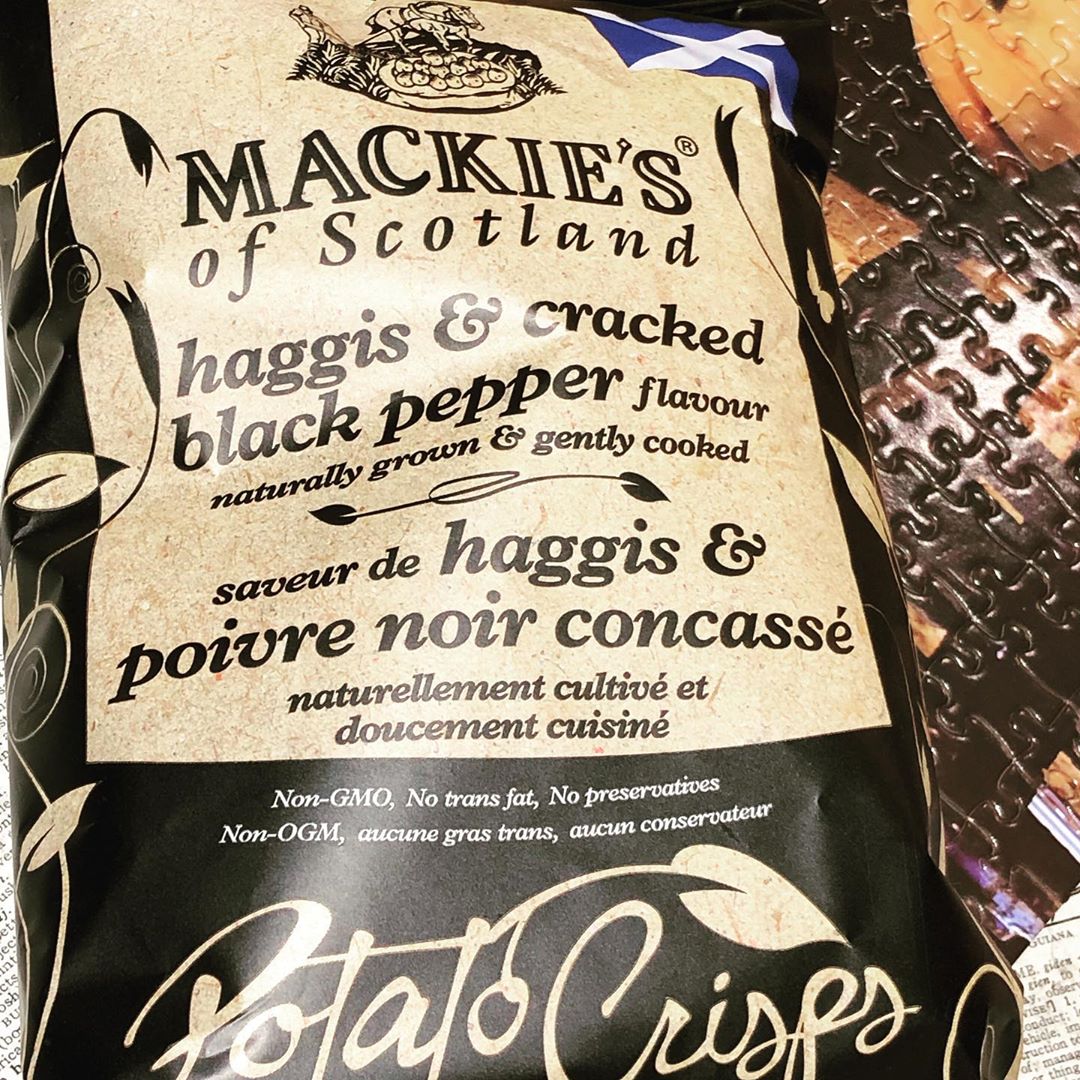 MACKIE'S®
of Scotland
haggis & cracked
black pepper flavour
naturally grown & gently cooked
saveur de haggis &
poivre noir concassé
naturellement cultivé et
doucement cuisiné
Non-GMO, No trans fat, No preservatives
Non-OGM, aucune gras trans, aucun conservateur
Potato Crisps